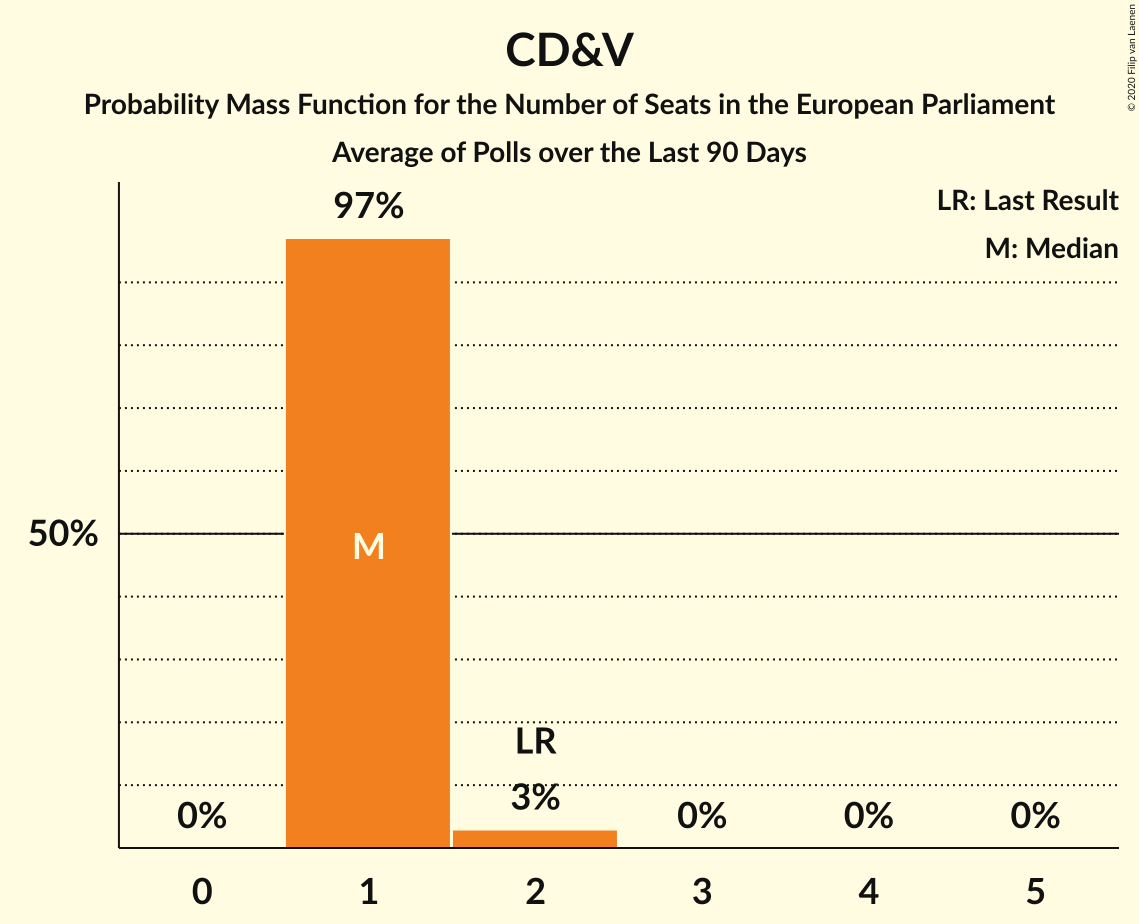 CD&V
Probability Mass Function for the Number of Seats in the European Parliament
Average of Polls over the Last 90 Days
© 2020 Filip van Laenen
LR: Last Result
M: Median
97%
50%
M
LR
0%
3%
0%
0%
0%
0 1 2 3 4 5